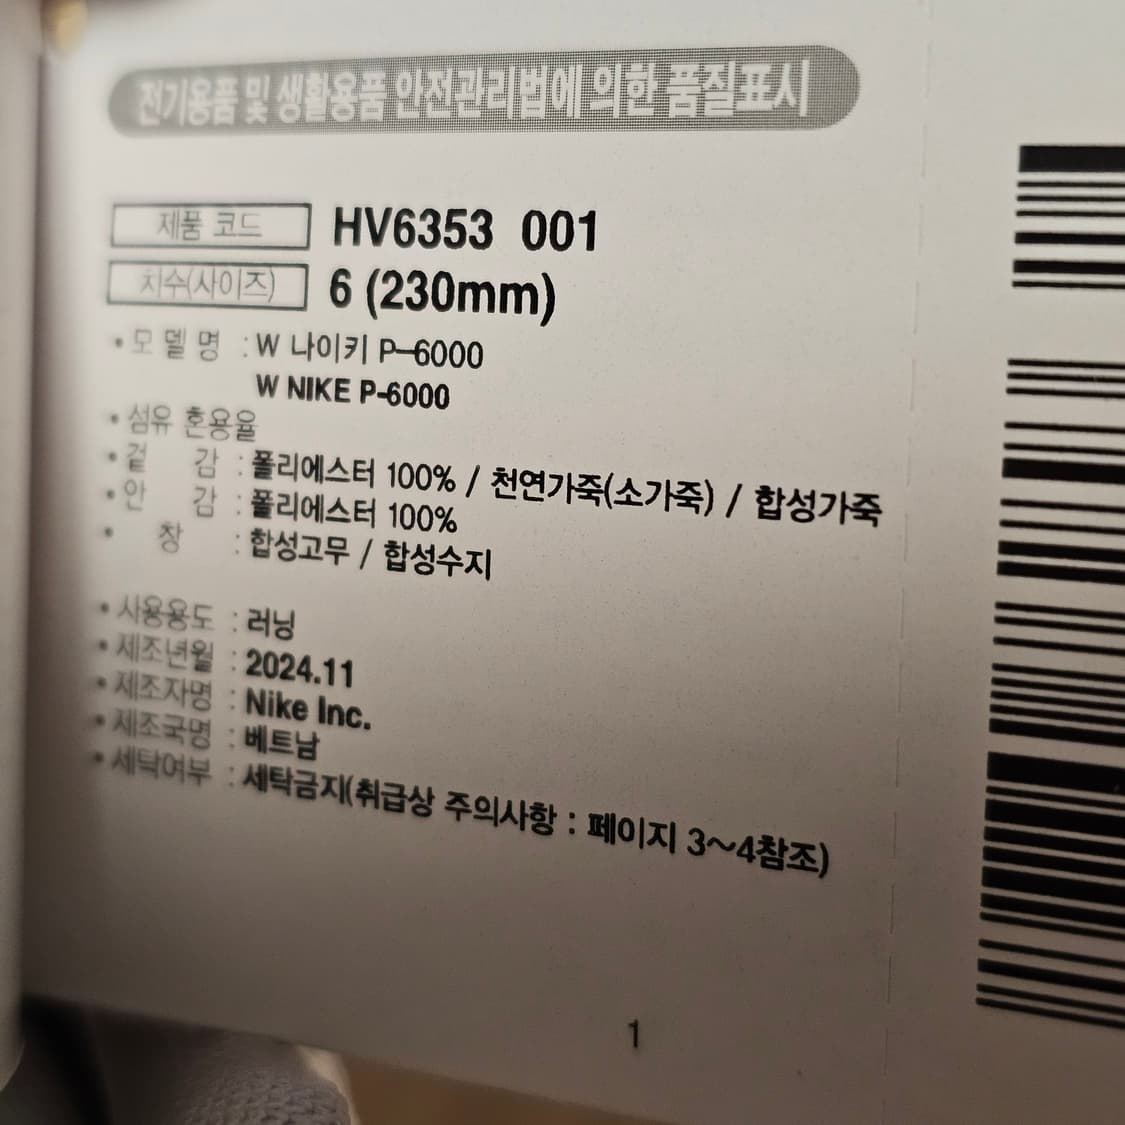 전기용품 및 생활용품 안전관리법에 의한 품질표시
제품 코드 HV6353 001
치수(사이즈) 6 (230mm)
• 모 델 명 : W 나이키 P-6000
W NIKE P-6000
• 섬유 혼용율
• 겉 감 : 폴리에스터 100% / 천연가죽(소가죽) / 합성가죽
• 안 감 : 폴리에스터 100%
• 창 : 합성고무 / 합성수지
• 사용용도 : 러닝
• 제조년월 : 2024.11
• 제조자명 : Nike Inc.
• 제조국명 : 베트남
• 세탁여부 : 세탁금지(취급상 주의사항 : 페이지 3~4참조)
1